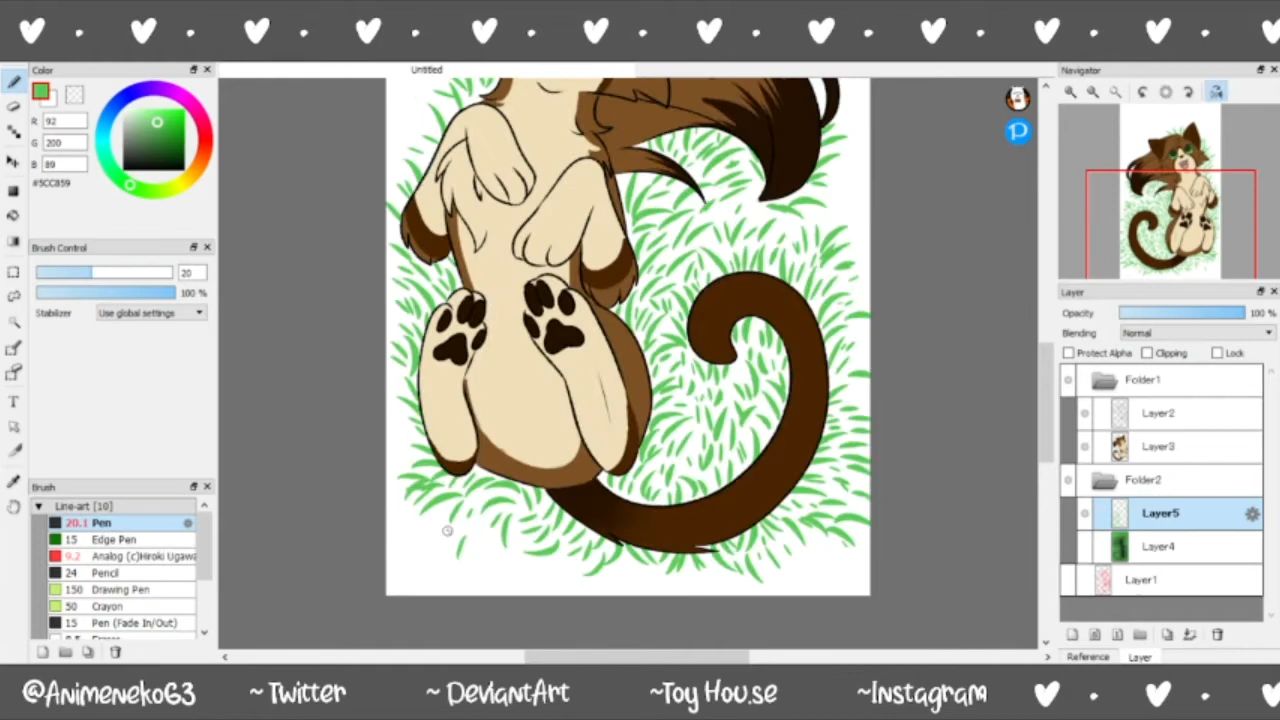 Color
Untitled
Navigator
R 92
G 200
B 89
#5CC859
Brush Control
20
100 %
Stabilizer Use global settings
Brush
Line-art [10]
20.1 Pen
15 Edge Pen
9.2 Analog (c)Hiroki Ugawa
24 Pencil
150 Drawing Pen
50 Crayon
15 Pen (Fade In/Out)
Layer
Opacity 100 %
Blending Normal
Protect Alpha Clipping Lock
Folder1
Layer2
Layer3
Folder2
Layer5
Layer4
Layer1
Reference Layer
@Animeneko63 ~Twitter ~DeviantArt ~Toy Hou.se ~Instagram